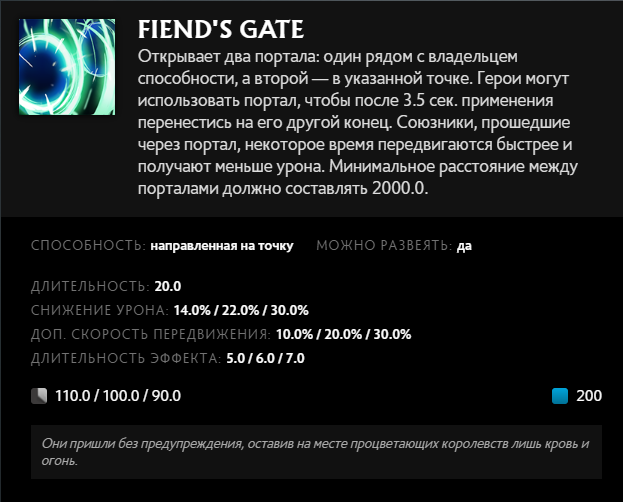 FIEND'S GATE
Открывает два портала: один рядом с владельцем
способности, а второй — в указанной точке. Герои могут
использовать портал, чтобы после 3.5 сек. применения
перенестись на его другой конец. Союзники, прошедшие
через портал, некоторое время передвигаются быстрее и
получают меньше урона. Минимальное расстояние между
порталами должно составлять 2000.0.
СПОСОБНОСТЬ: направленная на точку МОЖНО РАЗВЕЯТЬ: да
ДЛИТЕЛЬНОСТЬ: 20.0
СНИЖЕНИЕ УРОНА: 14.0% / 22.0% / 30.0%
ДОП. СКОРОСТЬ ПЕРЕДВИЖЕНИЯ: 10.0% / 20.0% / 30.0%
ДЛИТЕЛЬНОСТЬ ЭФФЕКТА: 5.0 / 6.0 / 7.0
110.0 / 100.0 / 90.0 200
Они пришли без предупреждения, оставив на месте процветающих королевств лишь кровь и
огонь.